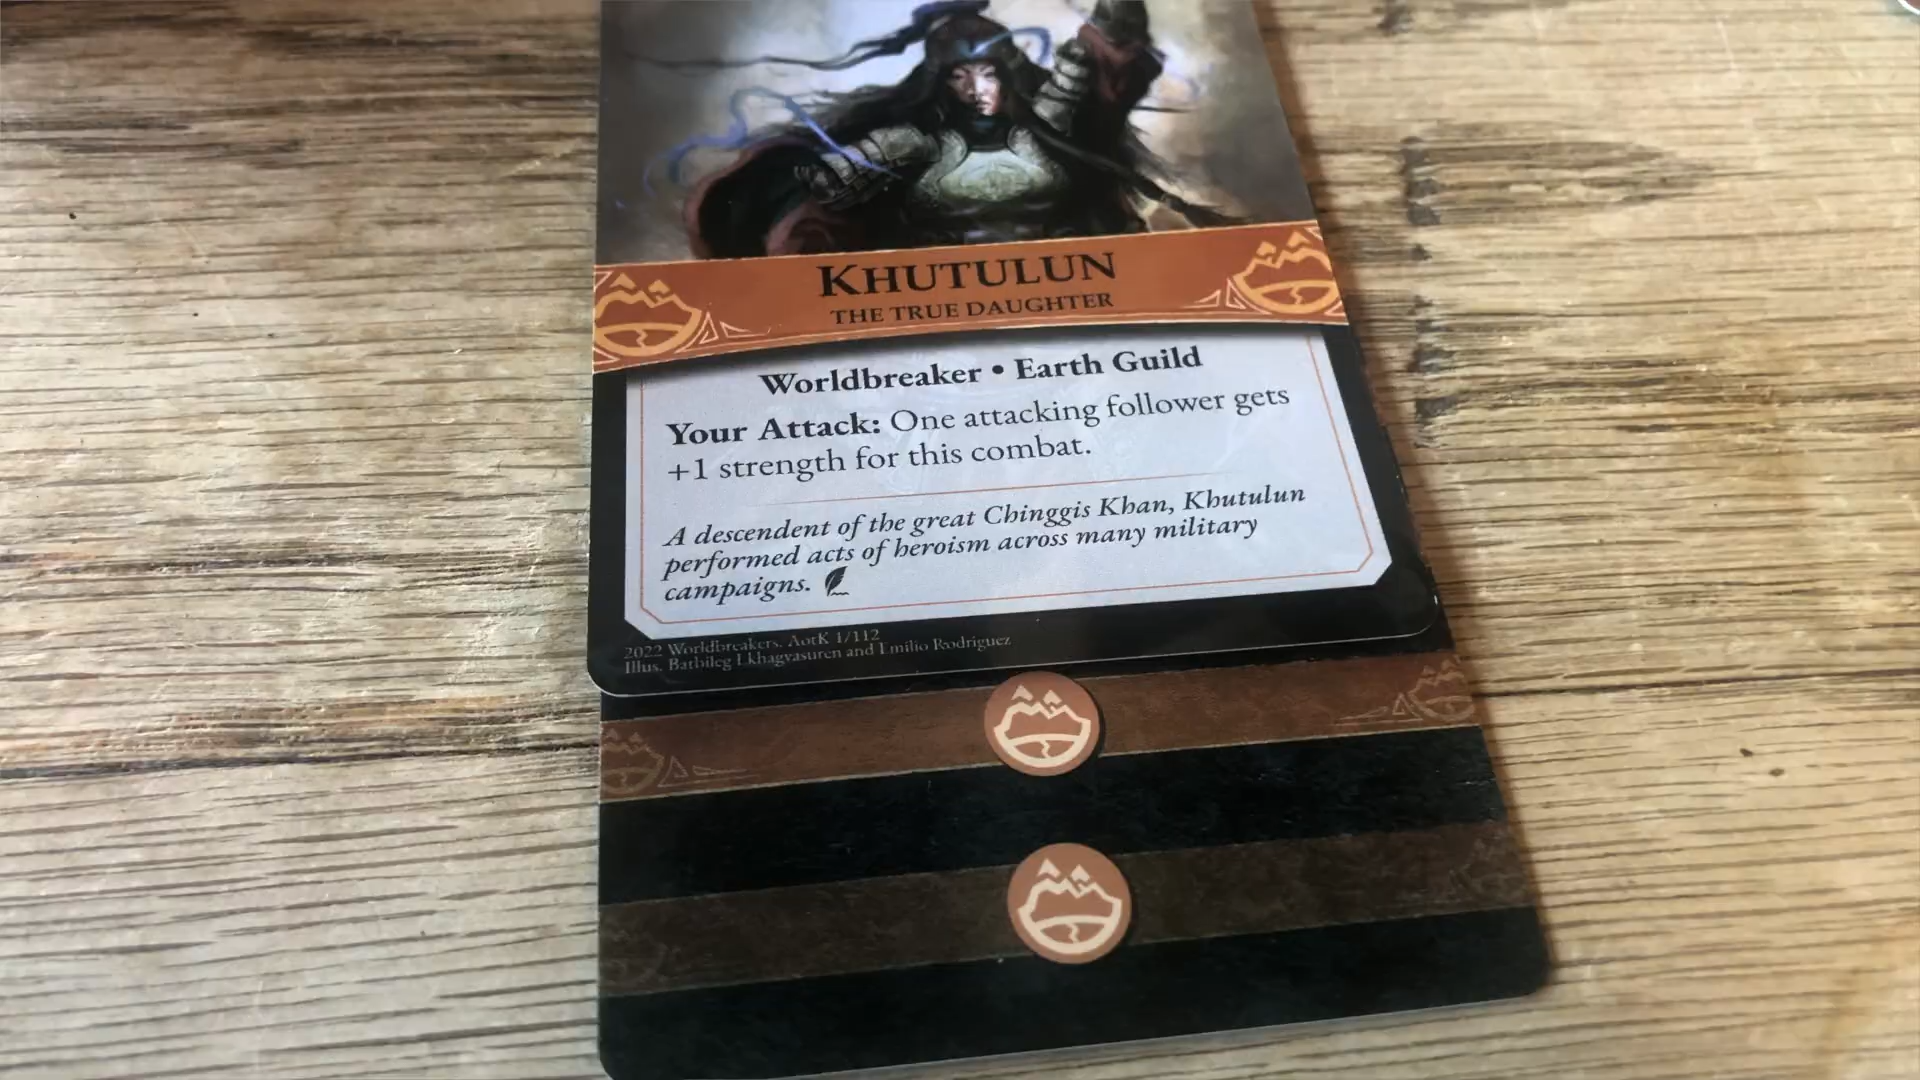 KHUTULUN
THE TRUE DAUGHTER
Worldbreaker • Earth Guild
Your Attack: One attacking follower gets
+1 strength for this combat.
A descendent of the great Chinggis Khan, Khutulun
performed acts of heroism across many military
campaigns.
2022 Worldbreakers. AotK 1/112
Illus. Batbileg Lkhagvasuren and Emilio Rodriguez